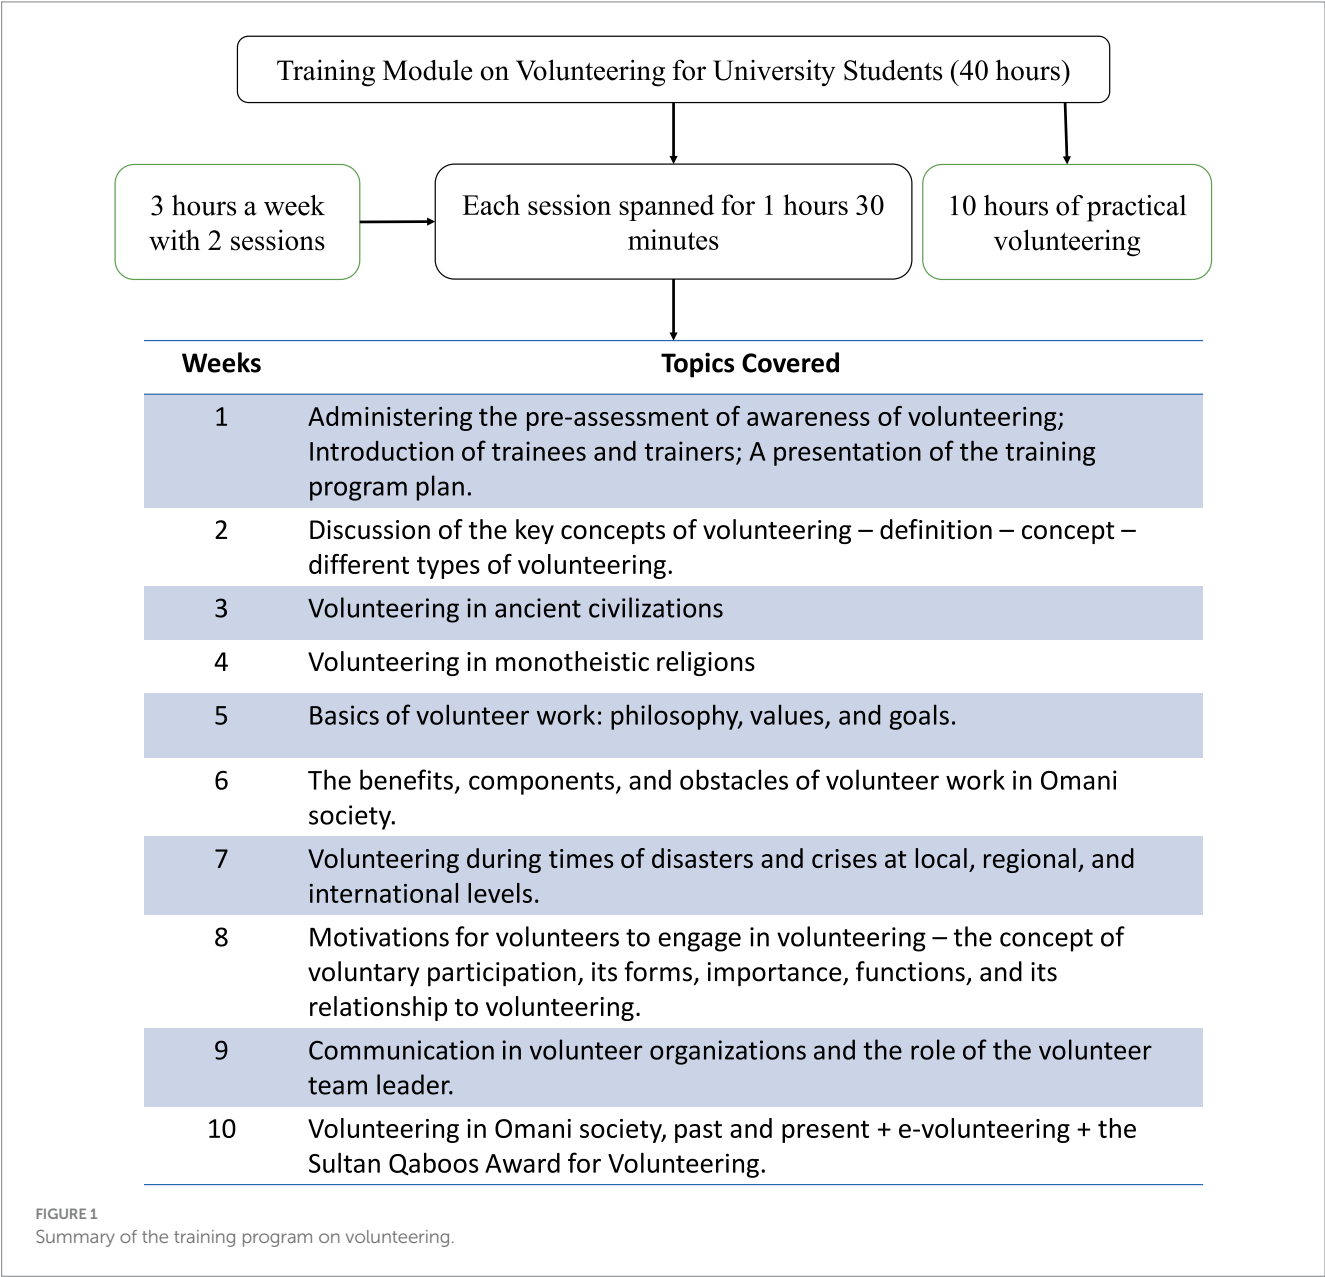 Training Module on Volunteering for University Students (40 hours)
3 hours a week
with 2 sessions
Each session spanned for 1 hours 30
minutes
10 hours of practical
volunteering
Weeks Topics Covered
1 Administering the pre-assessment of awareness of volunteering;
Introduction of trainees and trainers; A presentation of the training
program plan.
2 Discussion of the key concepts of volunteering – definition – concept –
different types of volunteering.
3 Volunteering in ancient civilizations
4 Volunteering in monotheistic religions
5 Basics of volunteer work: philosophy, values, and goals.
6 The benefits, components, and obstacles of volunteer work in Omani
society.
7 Volunteering during times of disasters and crises at local, regional, and
international levels.
8 Motivations for volunteers to engage in volunteering – the concept of
voluntary participation, its forms, importance, functions, and its
relationship to volunteering.
9 Communication in volunteer organizations and the role of the volunteer
team leader.
10 Volunteering in Omani society, past and present + e-volunteering + the
Sultan Qaboos Award for Volunteering.
FIGURE 1
Summary of the training program on volunteering.